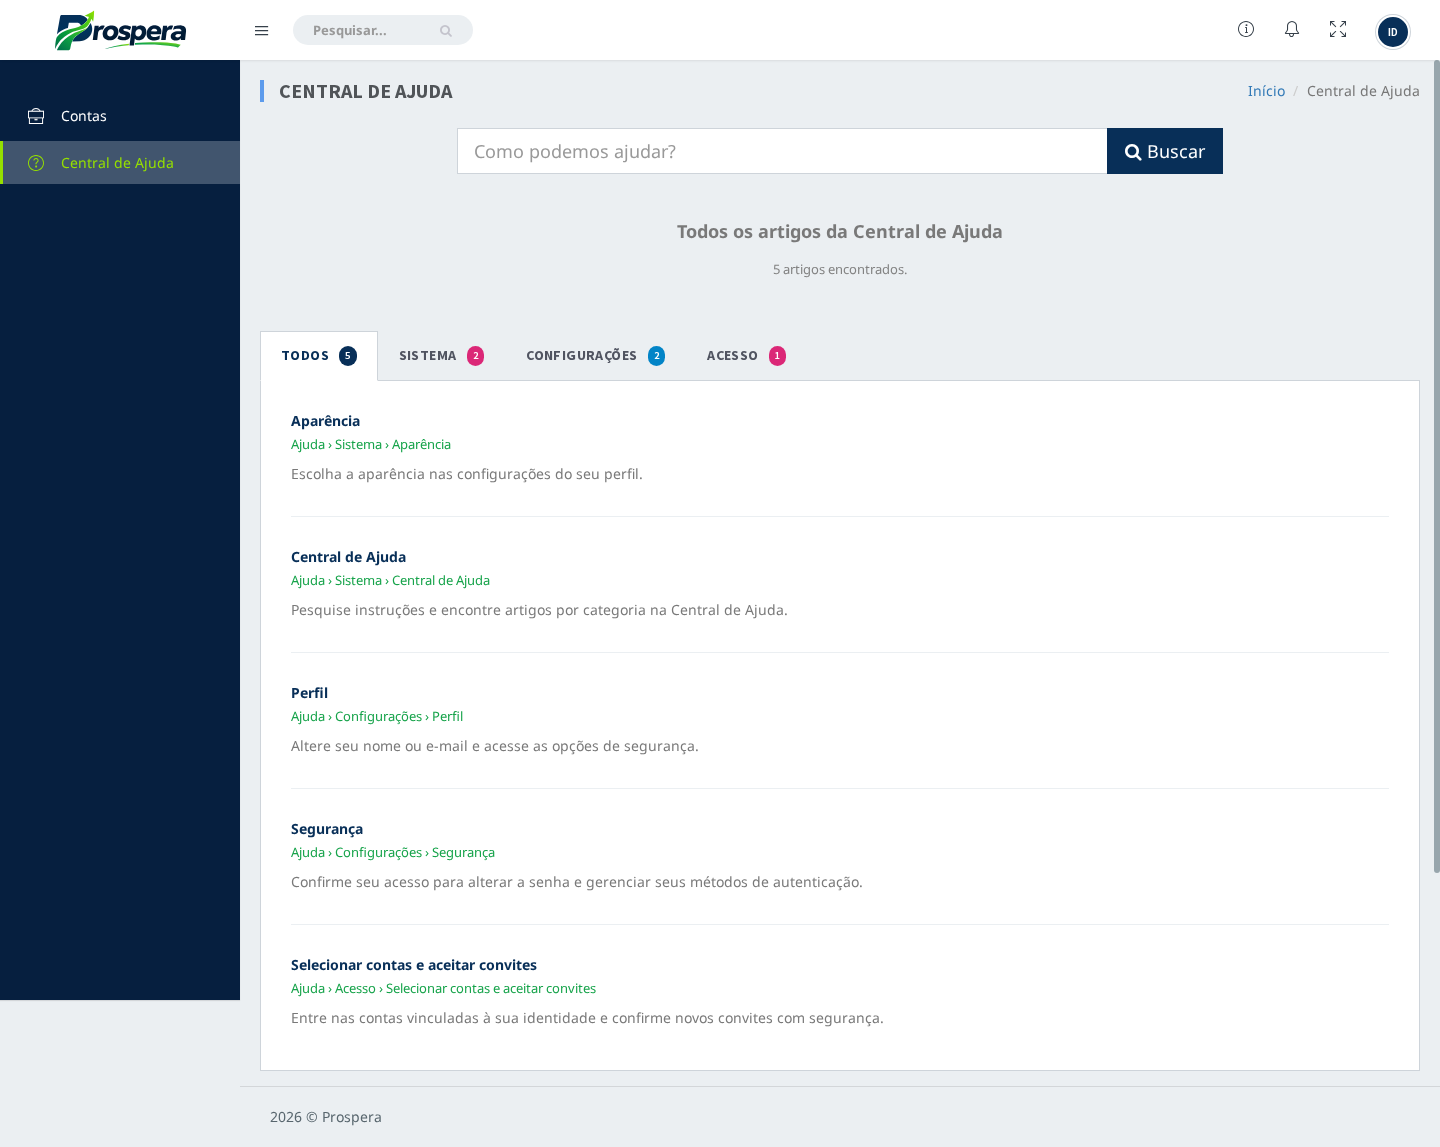 Prospera
Pesquisar...
ID
Contas
Central de Ajuda
CENTRAL DE AJUDA
Início / Central de Ajuda
Como podemos ajudar?
Buscar
Todos os artigos da Central de Ajuda
5 artigos encontrados.
TODOS 5 SISTEMA 2 CONFIGURAÇÕES 2 ACESSO 1
Aparência
Ajuda › Sistema › Aparência
Escolha a aparência nas configurações do seu perfil.
Central de Ajuda
Ajuda › Sistema › Central de Ajuda
Pesquise instruções e encontre artigos por categoria na Central de Ajuda.
Perfil
Ajuda › Configurações › Perfil
Altere seu nome ou e-mail e acesse as opções de segurança.
Segurança
Ajuda › Configurações › Segurança
Confirme seu acesso para alterar a senha e gerenciar seus métodos de autenticação.
Selecionar contas e aceitar convites
Ajuda › Acesso › Selecionar contas e aceitar convites
Entre nas contas vinculadas à sua identidade e confirme novos convites com segurança.
2026 © Prospera